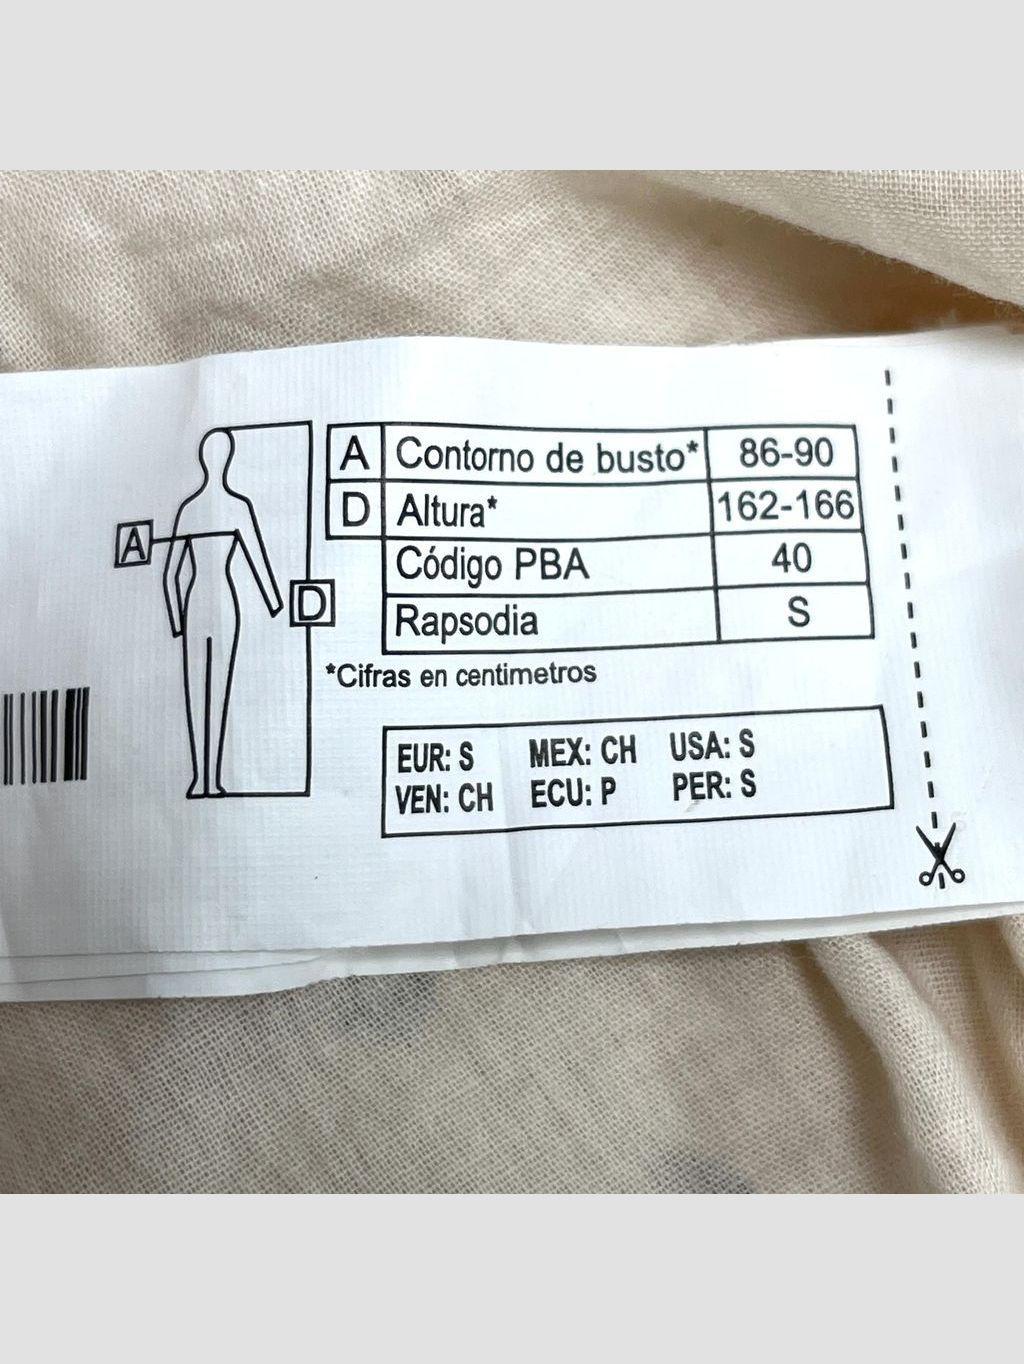 A Contorno de busto* 86-90
D Altura* 162-166
Código PBA 40
Rapsodia S
*Cifras en centimetros
A
D
EUR: S MEX: CH USA: S
VEN: CH ECU: P PER: S